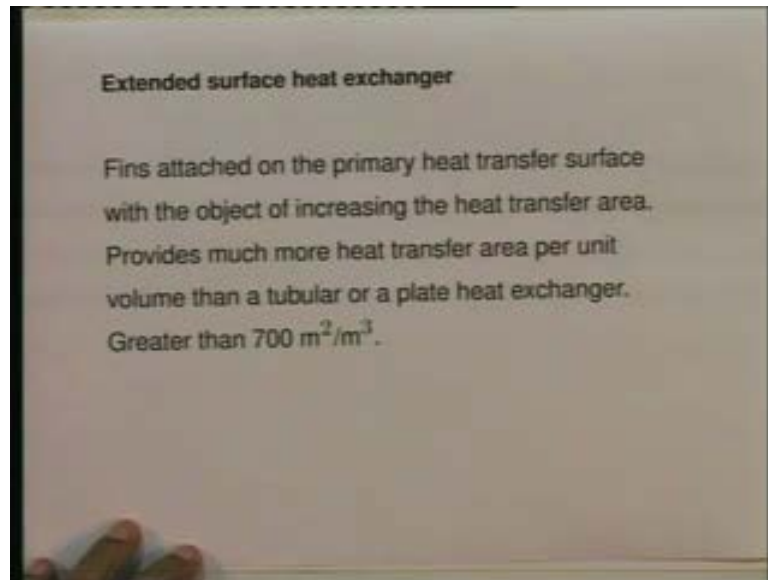 Extended surface heat exchanger
Fins attached on the primary heat transfer surface
with the object of increasing the heat transfer area.
Provides much more heat transfer area per unit
volume than a tubular or a plate heat exchanger.
Greater than 700 m²/m³.